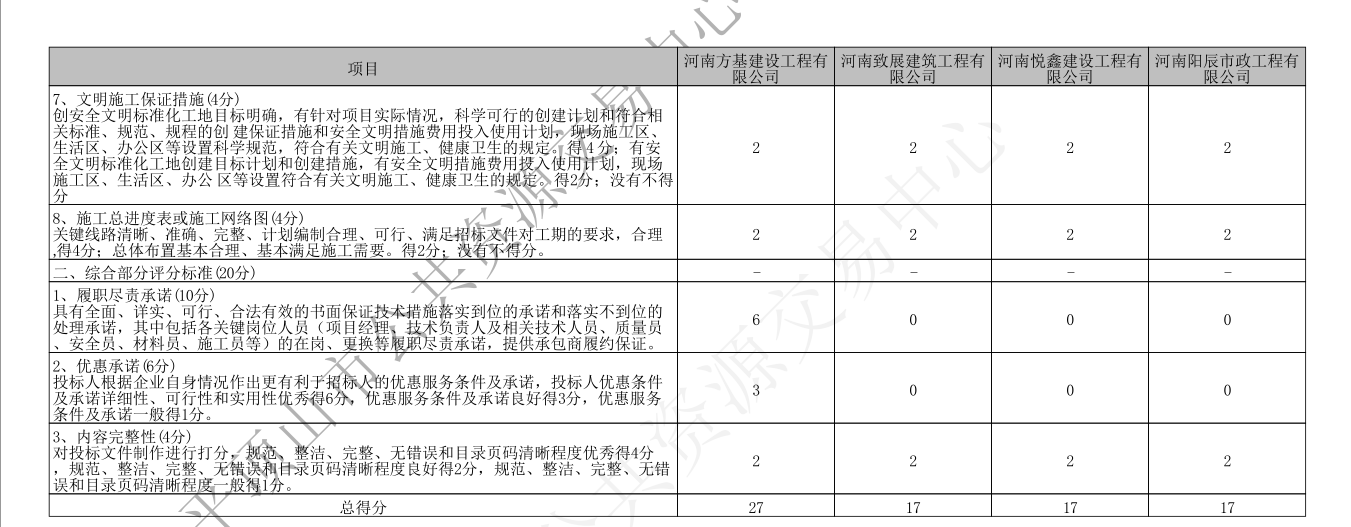 项目
河南方基建设工程有
限公司
河南致展建筑工程有
限公司
河南悦鑫建设工程有
限公司
河南阳辰市政工程有
限公司
7、文明施工保证措施(4分)
创安全文明标准化工地目标明确，有针对项目实际情况，科学可行的创建计划和符合相
关标准、规范、规程的创 建保证措施和安全文明措施费用投入使用计划，现场施工区、
生活区、办公区等设置科学规范，符合有关文明施工、健康卫生的规定。得 4 分；有安
全文明标准化工地创建目标计划和创建措施，有安全文明措施费用投入使用计划，现场
施工区、生活区、办公 区等设置符合有关文明施工、健康卫生的规定。得2分；没有不得
分
2 2 2 2
8、施工总进度表或施工网络图(4分)
关键线路清晰、准确、完整、计划编制合理、可行、满足招标文件对工期的要求，合理
,得4分；总体布置基本合理、基本满足施工需要。得2分；没有不得分。
2 2 2 2
二、综合部分评分标准(20分)
- - - -
1、履职尽责承诺(10分)
具有全面、详实、可行、合法有效的书面保证技术措施落实到位的承诺和落实不到位的
处理承诺，其中包括各关键岗位人员（项目经理、技术负责人及相关技术人员、质量员
、安全员、材料员、施工员等）的在岗、更换等履职尽责承诺，提供承包商履约保证。
6 0 0 0
2、优惠承诺(6分)
投标人根据企业自身情况作出更有利于招标人的优惠服务条件及承诺，投标人优惠条件
及承诺详细性、可行性和实用性优秀得6分，优惠服务条件及承诺良好得3分，优惠服务
条件及承诺一般得1分。
3 0 0 0
3、内容完整性(4分)
对投标文件制作进行打分，规范、整洁、完整、无错误和目录页码清晰程度优秀得4分
，规范、整洁、完整、无错误和目录页码清晰程度良好得2分，规范、整洁、完整、无错
误和目录页码清晰程度一般得1分。
2 2 2 2
总得分 27 17 17 17
平顶山市公共资源交易中心
公共资源交易中心